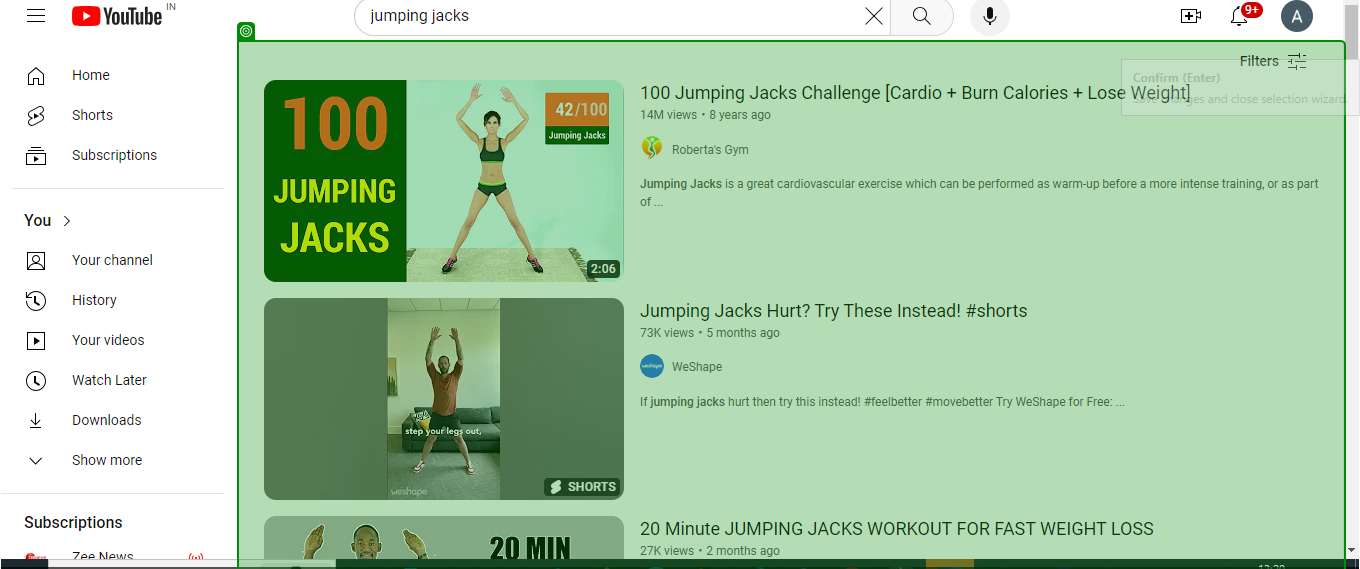 YouTube IN
jumping jacks
9+
A
Home
Shorts
Subscriptions
You
Your channel
History
Your videos
Watch Later
Downloads
Show more
Subscriptions
Zee News
Filters
Confirm (Enter)
100
JUMPING
JACKS
42/100
Jumping Jacks
2:06
100 Jumping Jacks Challenge [Cardio + Burn Calories + Lose Weight]
14M views • 8 years ago
Roberta's Gym
Jumping Jacks is a great cardiovascular exercise which can be performed as warm-up before a more intense training, or as part
of ...
step your legs out,
weshape
SHORTS
Jumping Jacks Hurt? Try These Instead! #shorts
73K views • 5 months ago
weshape
WeShape
If jumping jacks hurt then try this instead! #feelbetter #movebetter Try WeShape for Free: ...
20 MIN
20 Minute JUMPING JACKS WORKOUT FOR FAST WEIGHT LOSS
27K views • 2 months ago